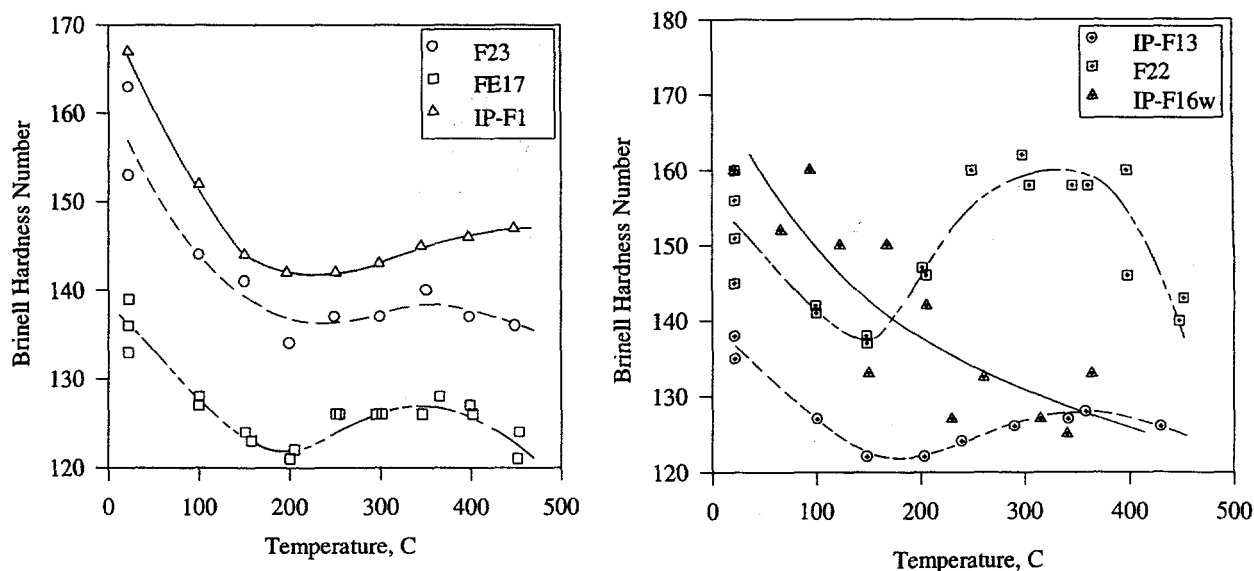 170
160
150
140
130
120
Brinell Hardness Number
F23
FE17
IP-F1
0
100
200
300
400
500
Temperature, C
180
170
160
150
140
130
120
Brinell Hardness Number
IP-F13
F22
IP-F16w
0
100
200
300
400
500
Temperature, C